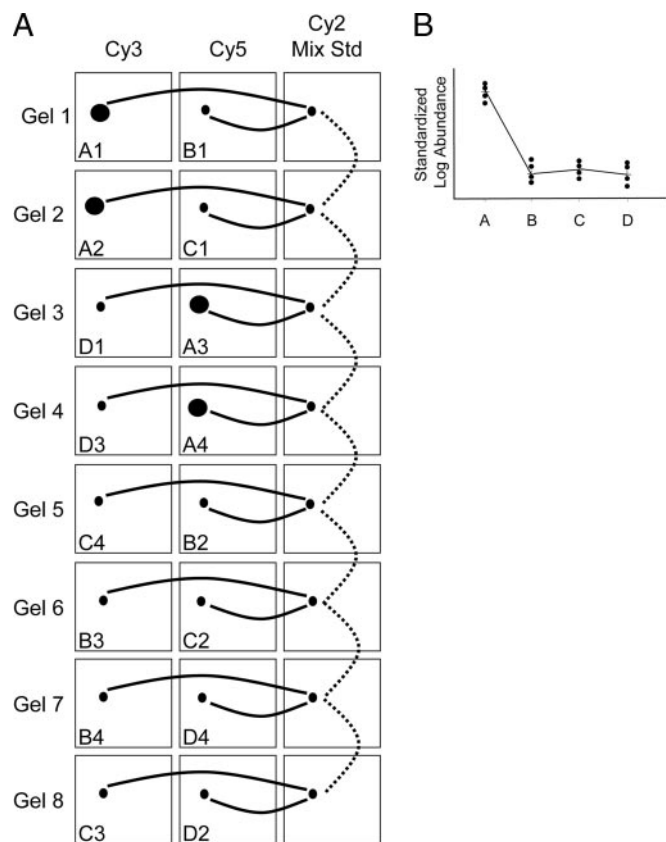 A
B
Cy3
Cy5
Cy2
Mix Std
Gel 1
A1
B1
Gel 2
A2
C1
Gel 3
D1
A3
Gel 4
D3
A4
Gel 5
C4
B2
Gel 6
B3
C2
Gel 7
B4
D4
Gel 8
C3
D2
Standardized
Log Abundance
A
B
C
D